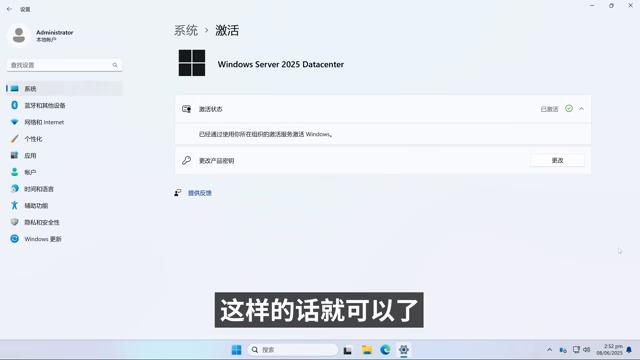 设置
Administrator
本地帐户
查找设置
系统
蓝牙和其他设备
网络和 Internet
个性化
应用
帐户
时间和语言
辅助功能
隐私和安全性
Windows 更新
系统 › 激活
Windows Server 2025 Datacenter
激活状态
已激活
已经通过使用你所在组织的激活服务激活 Windows。
更改产品密钥
更改
提供反馈
这样的话就可以了
搜索
2:52 pm
08/06/2025